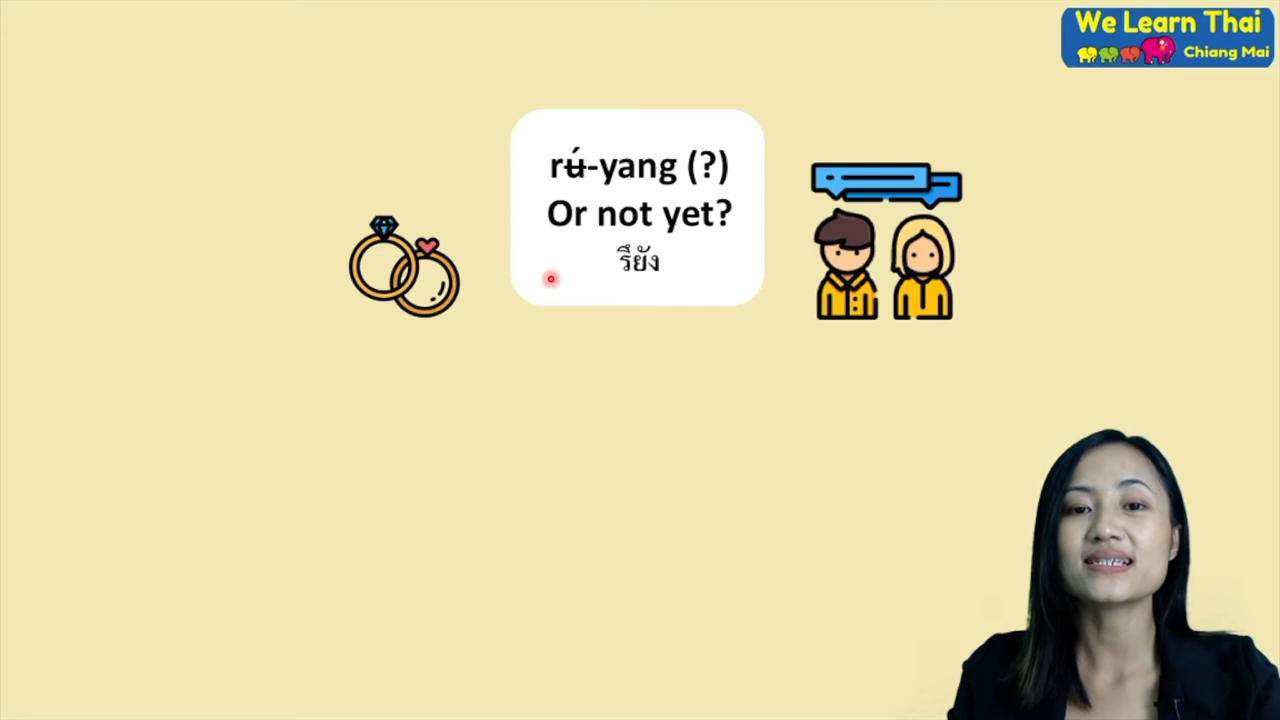 We Learn Thai
Chiang Mai
rʉ́-yang (?)
Or not yet?
รึยัง